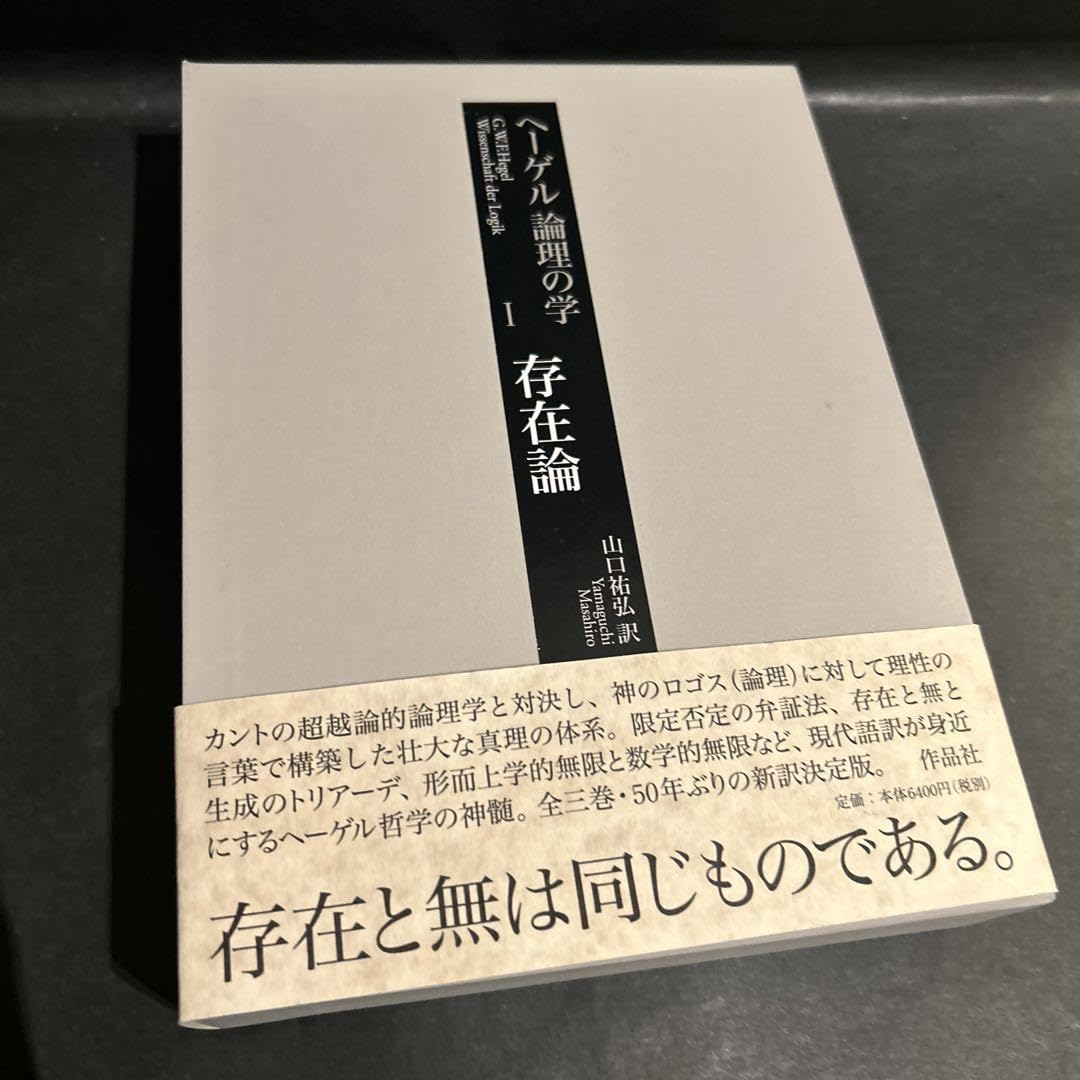 ヘーゲル 論理の学
G.W.F.Hegel
Wissenschaft der Logik
I
存在論
山口祐弘 訳
Yamaguchi
Masahiro
カントの超越論的論理学と対決し、神のロゴス(論理)に対して理性の
言葉で構築した壮大な真理の体系。限定否定の弁証法、存在と無と
生成のトリアーデ、形而上学的無限と数学的無限など、現代語訳が身近
にするヘーゲル哲学の神髄。全三巻・50年ぶりの新訳決定版。 作品社
定価:本体6400円(税別)
存在と無は同じものである。